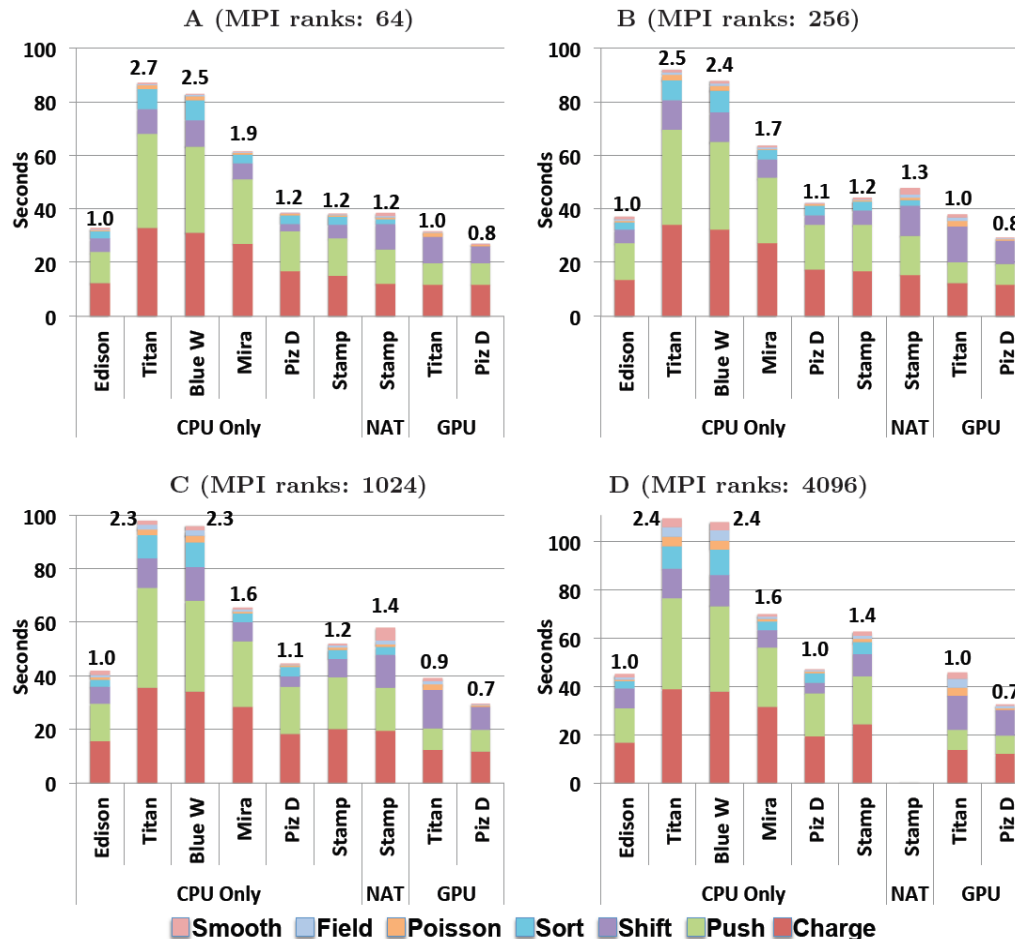 A (MPI ranks: 64)
Seconds
100
80
60
40
20
0
1.0
2.7
2.5
1.9
1.2
1.2
1.2
1.0
0.8
Edison
Titan
Blue W
Mira
Piz D
Stamp
Stamp
Titan
Piz D
CPU Only
NAT
GPU
B (MPI ranks: 256)
Seconds
100
80
60
40
20
0
1.0
2.5
2.4
1.7
1.1
1.2
1.3
1.0
0.8
Edison
Titan
Blue W
Mira
Piz D
Stamp
Stamp
Titan
Piz D
CPU Only
NAT
GPU
C (MPI ranks: 1024)
Seconds
100
80
60
40
20
0
1.0
2.3
2.3
1.6
1.1
1.2
1.4
0.9
0.7
Edison
Titan
Blue W
Mira
Piz D
Stamp
Stamp
Titan
Piz D
CPU Only
NAT
GPU
D (MPI ranks: 4096)
Seconds
100
80
60
40
20
0
1.0
2.4
2.4
1.6
1.0
1.4
1.0
0.7
Edison
Titan
Blue W
Mira
Piz D
Stamp
Stamp
Titan
Piz D
CPU Only
NAT
GPU
Smooth Field Poisson Sort Shift Push Charge